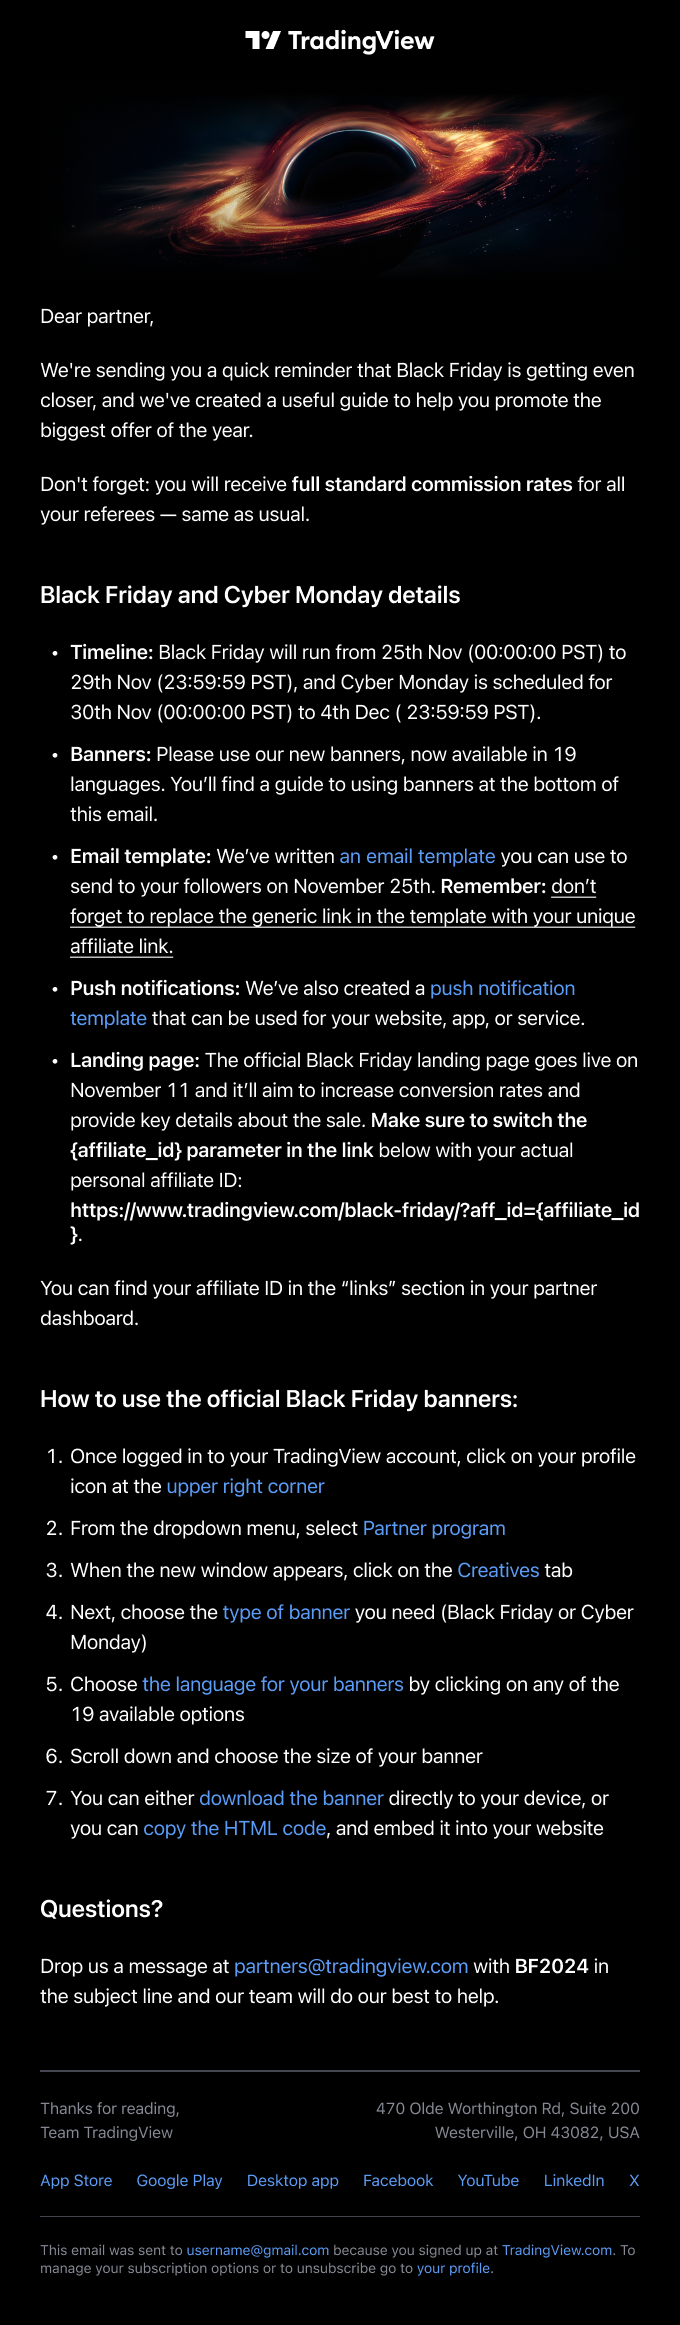 TradingView
Dear partner,
We're sending you a quick reminder that Black Friday is getting even
closer, and we've created a useful guide to help you promote the
biggest offer of the year.
Don't forget: you will receive full standard commission rates for all
your referees — same as usual.
Black Friday and Cyber Monday details
• Timeline: Black Friday will run from 25th Nov (00:00:00 PST) to
29th Nov (23:59:59 PST), and Cyber Monday is scheduled for
30th Nov (00:00:00 PST) to 4th Dec ( 23:59:59 PST).
• Banners: Please use our new banners, now available in 19
languages. You’ll find a guide to using banners at the bottom of
this email.
• Email template: We’ve written an email template you can use to
send to your followers on November 25th. Remember: don’t
forget to replace the generic link in the template with your unique
affiliate link.
• Push notifications: We’ve also created a push notification
template that can be used for your website, app, or service.
• Landing page: The official Black Friday landing page goes live on
November 11 and it’ll aim to increase conversion rates and
provide key details about the sale. Make sure to switch the
{affiliate_id} parameter in the link below with your actual
personal affiliate ID:
https://www.tradingview.com/black-friday/?aff_id={affiliate_id
}.
You can find your affiliate ID in the “links” section in your partner
dashboard.
How to use the official Black Friday banners:
1. Once logged in to your TradingView account, click on your profile
icon at the upper right corner
2. From the dropdown menu, select Partner program
3. When the new window appears, click on the Creatives tab
4. Next, choose the type of banner you need (Black Friday or Cyber
Monday)
5. Choose the language for your banners by clicking on any of the
19 available options
6. Scroll down and choose the size of your banner
7. You can either download the banner directly to your device, or
you can copy the HTML code, and embed it into your website
Questions?
Drop us a message at partners@tradingview.com with BF2024 in
the subject line and our team will do our best to help.
Thanks for reading,
Team TradingView
470 Olde Worthington Rd, Suite 200
Westerville, OH 43082, USA
App Store Google Play Desktop app Facebook YouTube LinkedIn X
This email was sent to username@gmail.com because you signed up at TradingView.com. To
manage your subscription options or to unsubscribe go to your profile.